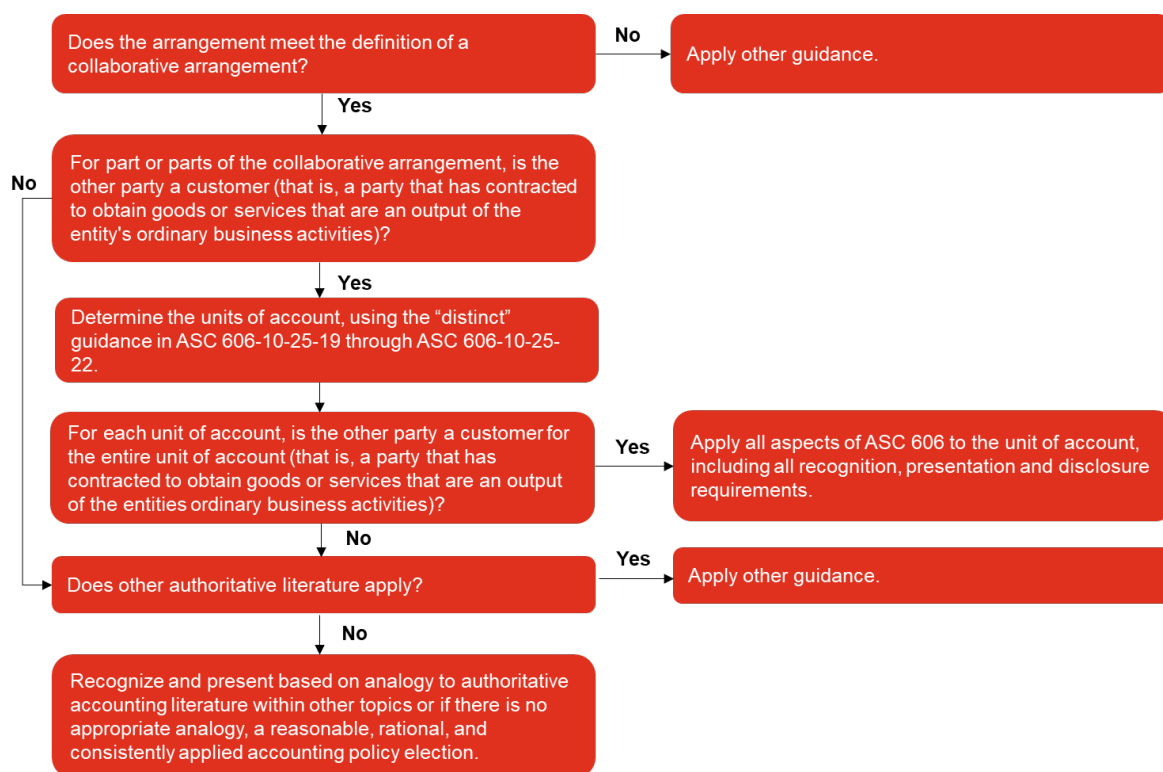 Does the arrangement meet the definition of a
collaborative arrangement?
No
Apply other guidance.
Yes
For part or parts of the collaborative arrangement, is the
other party a customer (that is, a party that has contracted
to obtain goods or services that are an output of the
entity's ordinary business activities)?
No
Yes
Determine the units of account, using the “distinct”
guidance in ASC 606-10-25-19 through ASC 606-10-25-
22.
For each unit of account, is the other party a customer for
the entire unit of account (that is, a party that has
contracted to obtain goods or services that are an output
of the entities ordinary business activities)?
Yes
Apply all aspects of ASC 606 to the unit of account,
including all recognition, presentation and disclosure
requirements.
No
Does other authoritative literature apply?
Yes
Apply other guidance.
No
Recognize and present based on analogy to authoritative
accounting literature within other topics or if there is no
appropriate analogy, a reasonable, rational, and
consistently applied accounting policy election.